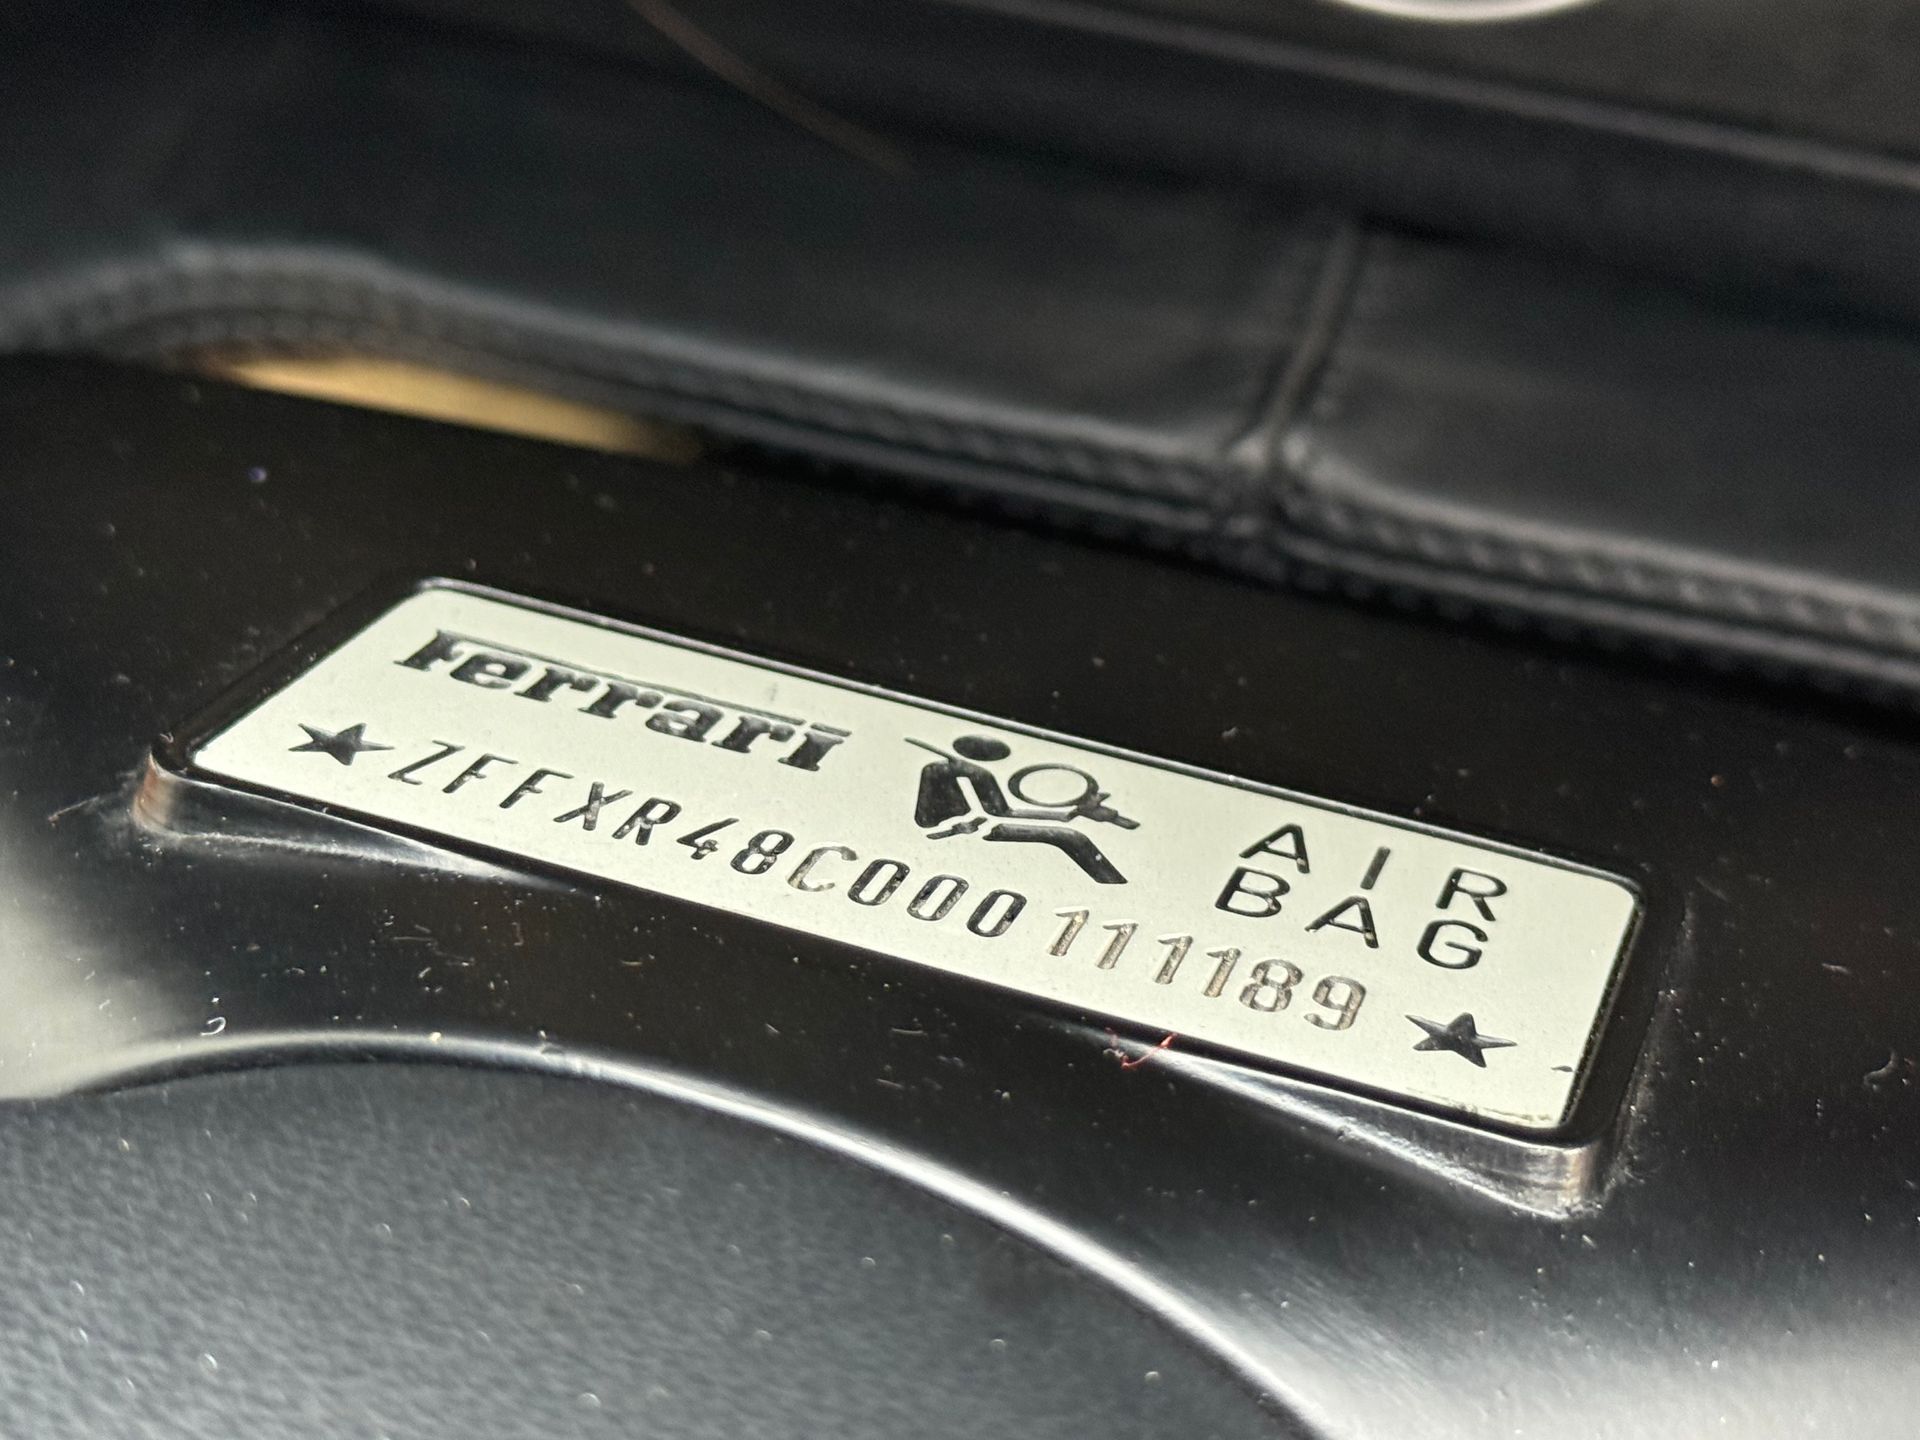 Ferrari
AIR
BAG
★ZFFXR48C000111189★